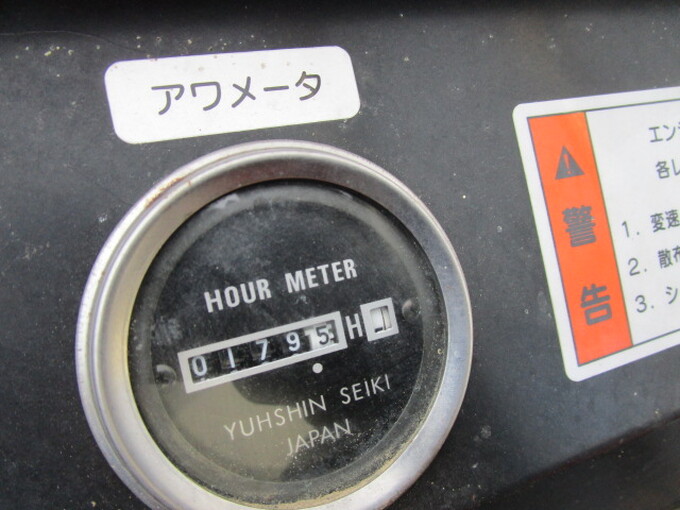 アワメータ
HOUR METER
01795 H
YUHSHIN SEIKI
JAPAN
警告
エン
各レ
1. 変速
2. 散布
3. シ